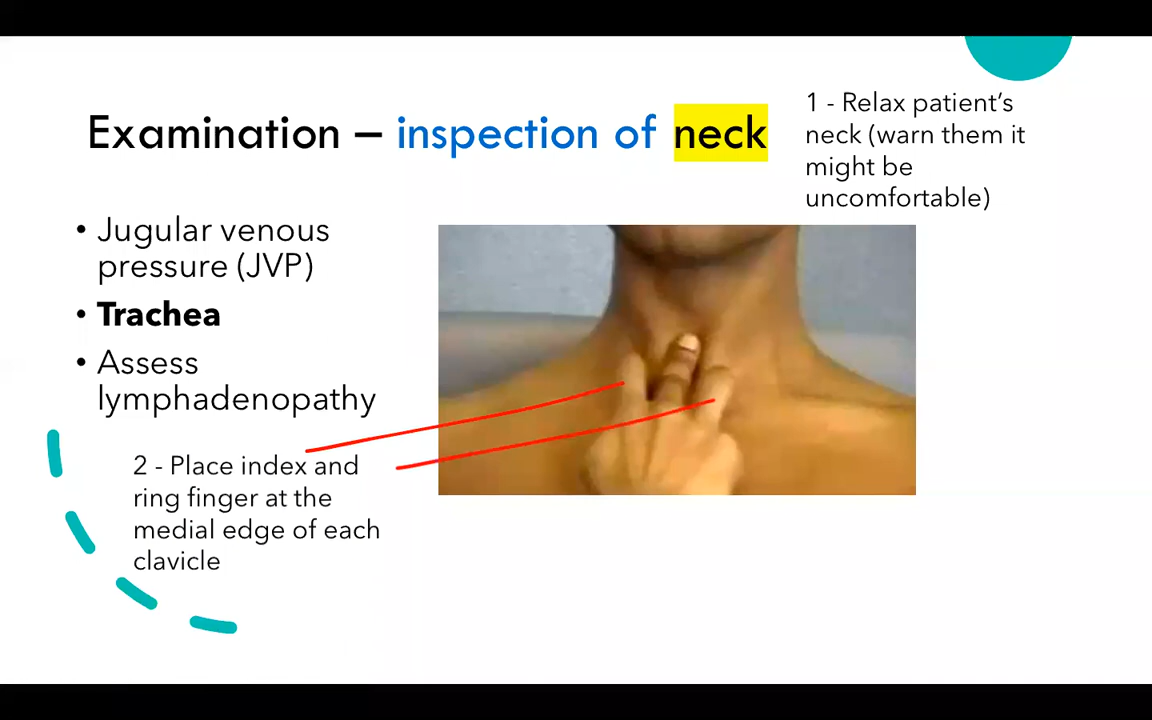 Examination – inspection of neck
1 - Relax patient’s
neck (warn them it
might be
uncomfortable)
• Jugular venous
pressure (JVP)
• Trachea
• Assess
lymphadenopathy
2 - Place index and
ring finger at the
medial edge of each
clavicle